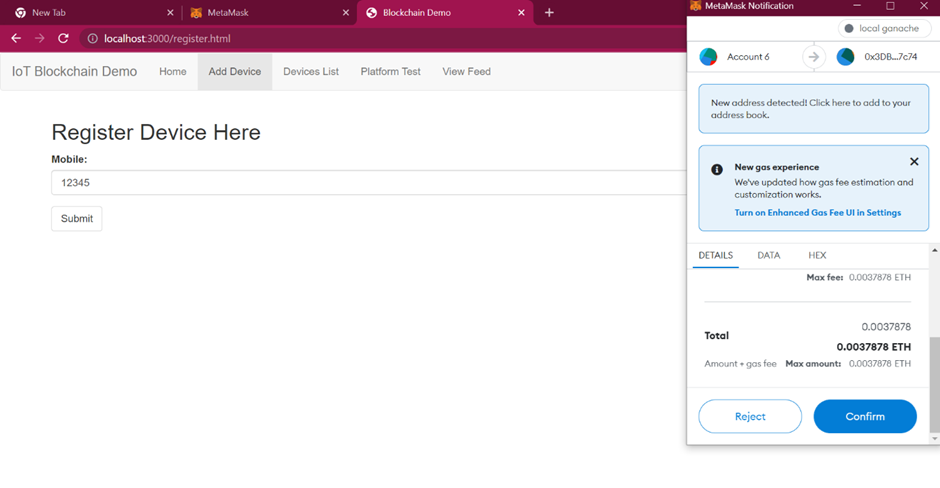 New Tab
MetaMask
Blockchain Demo
MetaMask Notification
localhost:3000/register.html
local ganache
IoT Blockchain Demo
Home
Add Device
Devices List
Platform Test
View Feed
Register Device Here
Mobile:
12345
Submit
Account 6
0x3DB...7c74
New address detected! Click here to add to your
address book.
New gas experience
We've updated how gas fee estimation and
customization works.
Turn on Enhanced Gas Fee UI in Settings
DETAILS
DATA
HEX
Max fee: 0.0037878 ETH
0.0037878
Total
0.0037878 ETH
Amount + gas fee
Max amount: 0.0037878 ETH
Reject
Confirm